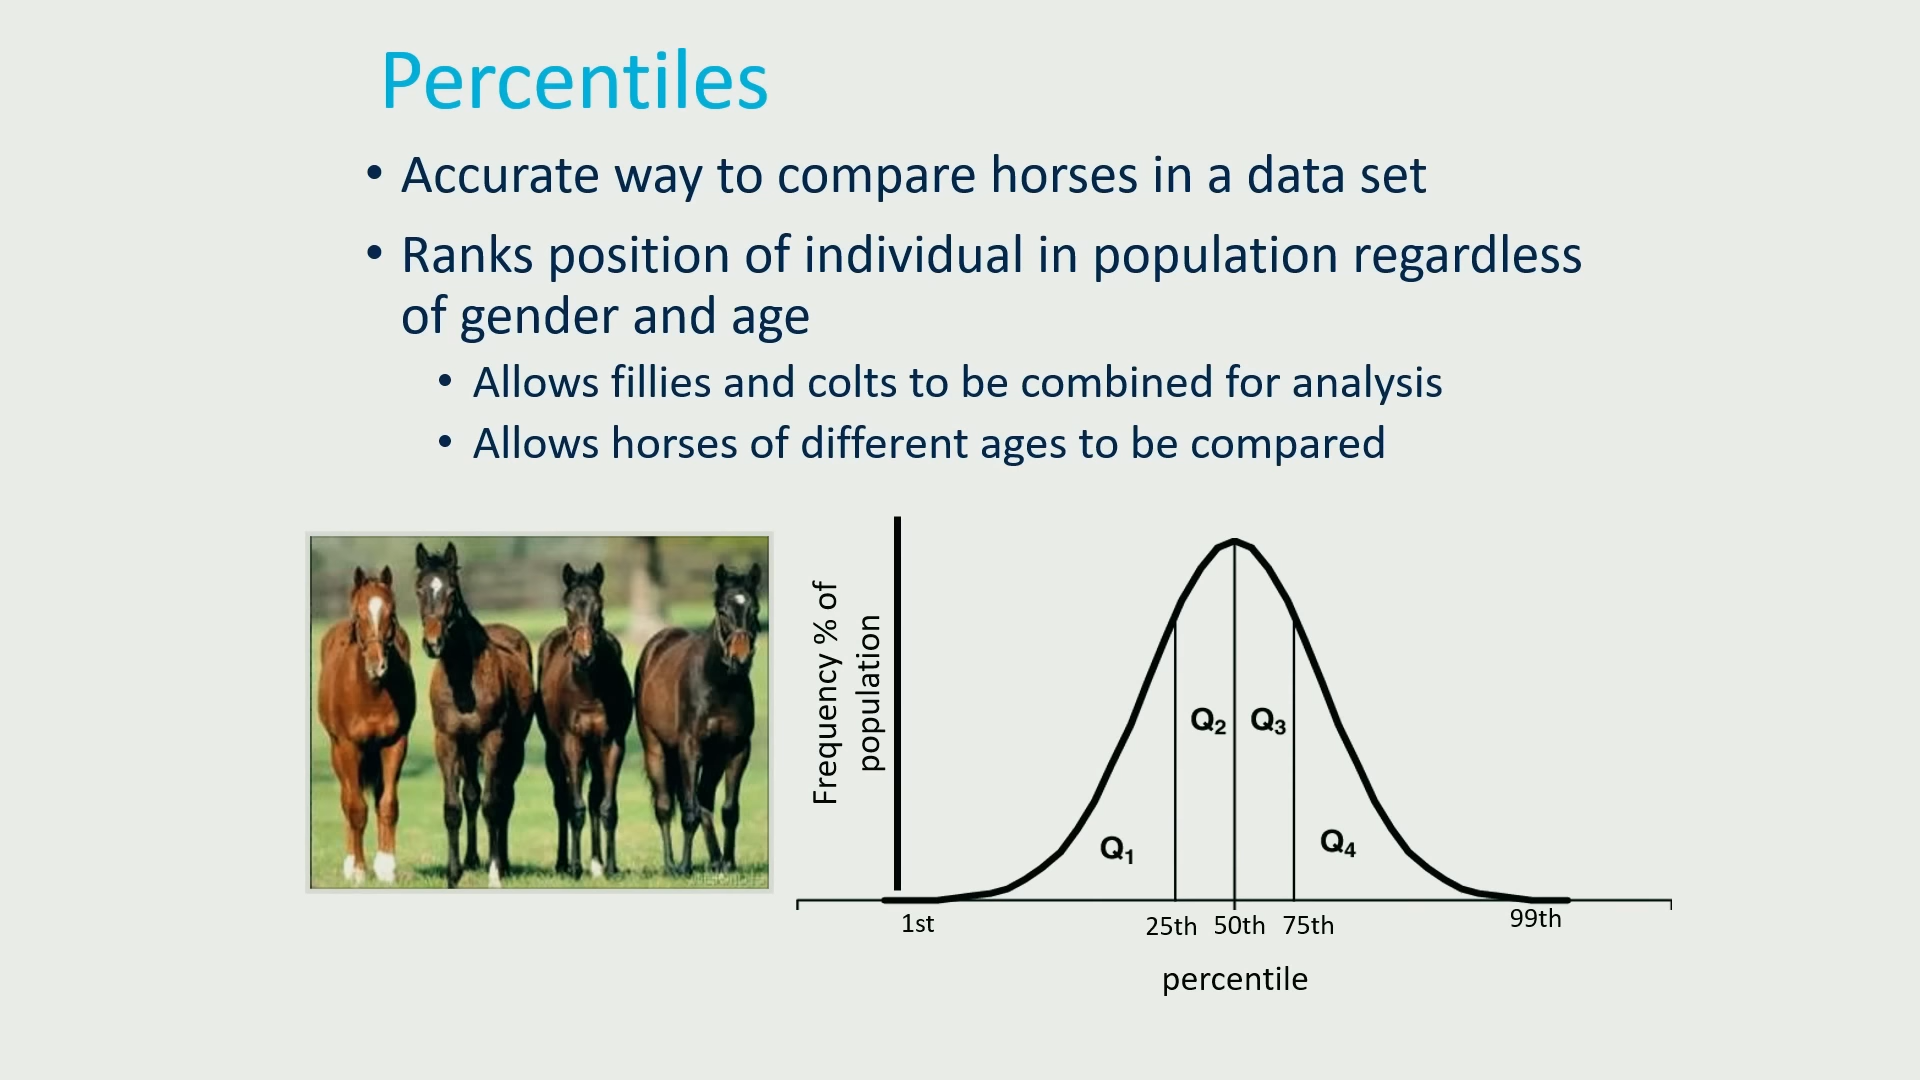 Percentiles
• Accurate way to compare horses in a data set
• Ranks position of individual in population regardless
of gender and age
• Allows fillies and colts to be combined for analysis
• Allows horses of different ages to be compared
Frequency % of
population
Q2
Q3
Q1
Q4
1st
25th
50th
75th
99th
percentile